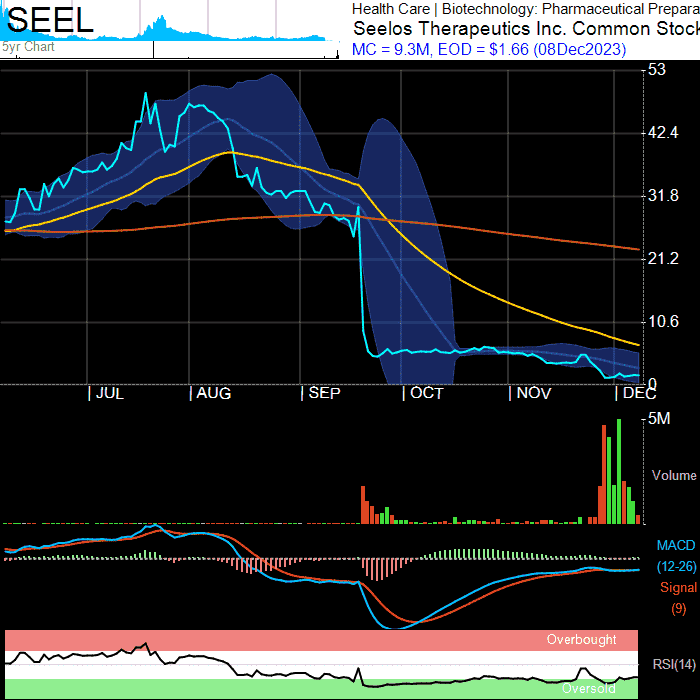 SEEL
5yr Chart
Health Care | Biotechnology: Pharmaceutical Prepara
Seelos Therapeutics Inc. Common Stock
MC = 9.3M, EOD = $1.66 (08Dec2023)
53
42.4
31.8
21.2
10.6
0
JUL
AUG
SEP
OCT
NOV
DEC
5M
Volume
MACD
(12-26)
Signal
(9)
Overbought
RSI(14)
Oversold